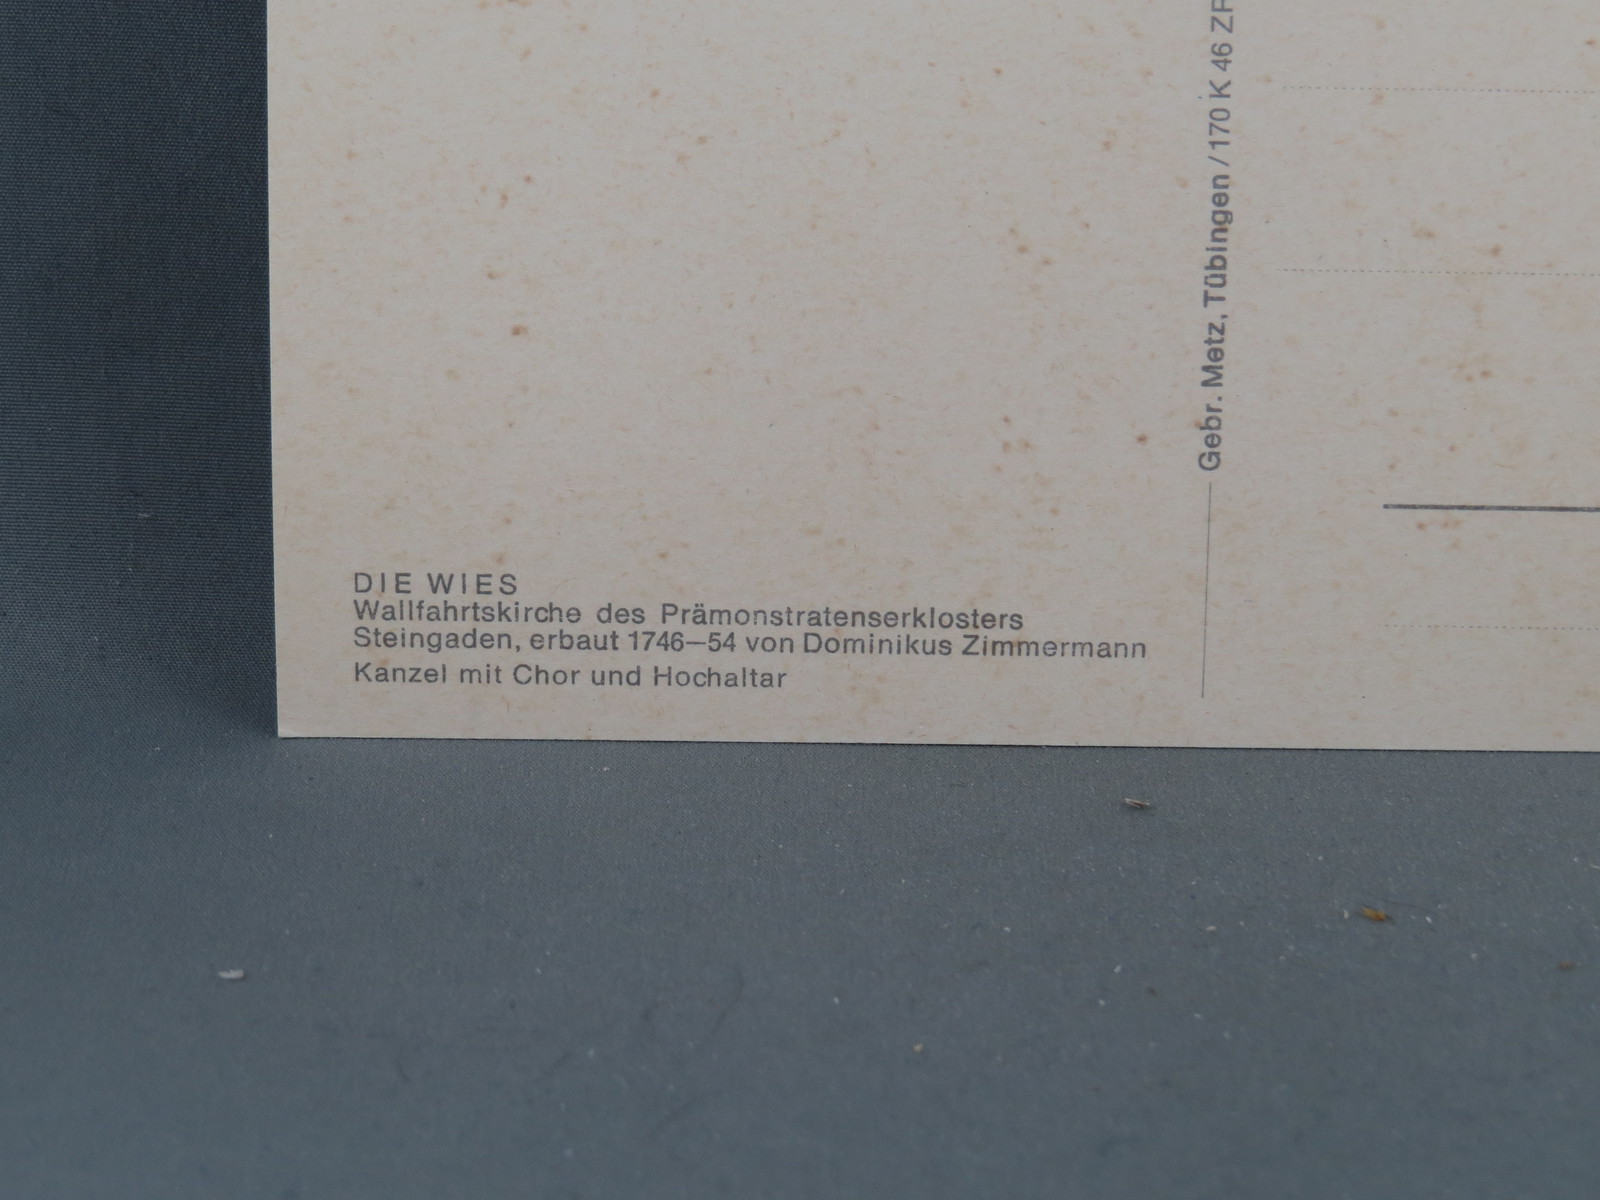 DIE WIES
Wallfahrtskirche des Prämonstratenserklosters
Steingaden, erbaut 1746–54 von Dominikus Zimmermann
Kanzel mit Chor und Hochaltar
Gebr. Metz, Tübingen / 170 K 46 ZR